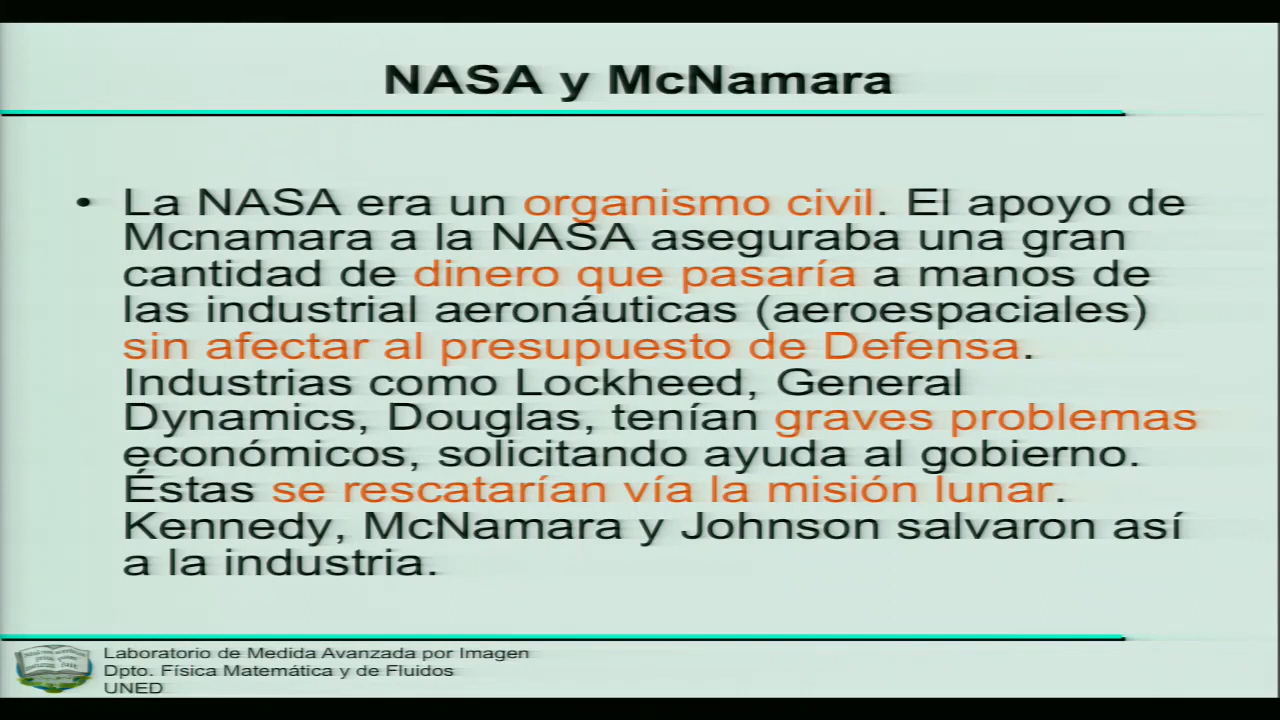 NASA y McNamara
• La NASA era un organismo civil. El apoyo de
Mcnamara a la NASA aseguraba una gran
cantidad de dinero que pasaría a manos de
las industrial aeronáuticas (aeroespaciales)
sin afectar al presupuesto de Defensa.
Industrias como Lockheed, General
Dynamics, Douglas, tenían graves problemas
económicos, solicitando ayuda al gobierno.
Éstas se rescatarían vía la misión lunar.
Kennedy, McNamara y Johnson salvaron así
a la industria.
Laboratorio de Medida Avanzada por Imagen
Dpto. Física Matemática y de Fluidos
UNED